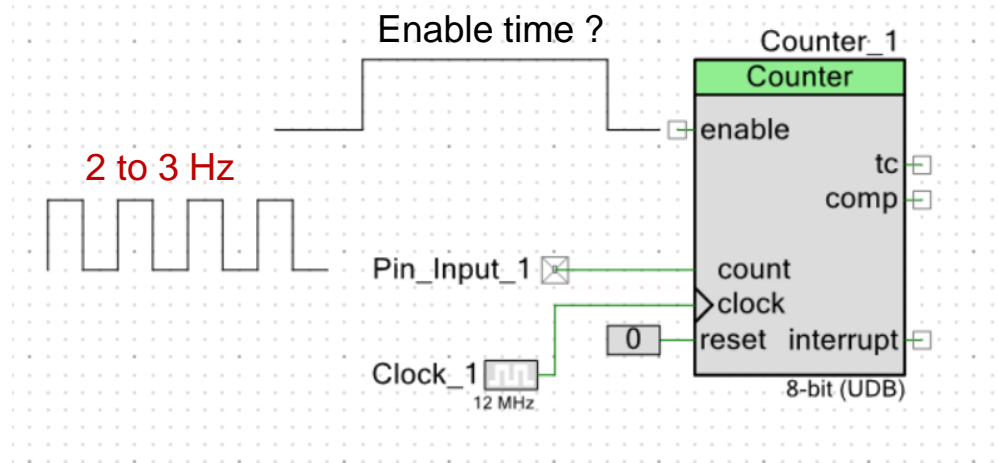 Enable time ?
Counter_1
Counter
enable
2 to 3 Hz
tc
comp
Pin_Input_1
count
clock
0
reset interrupt
Clock_1
12 MHz
8-bit (UDB)